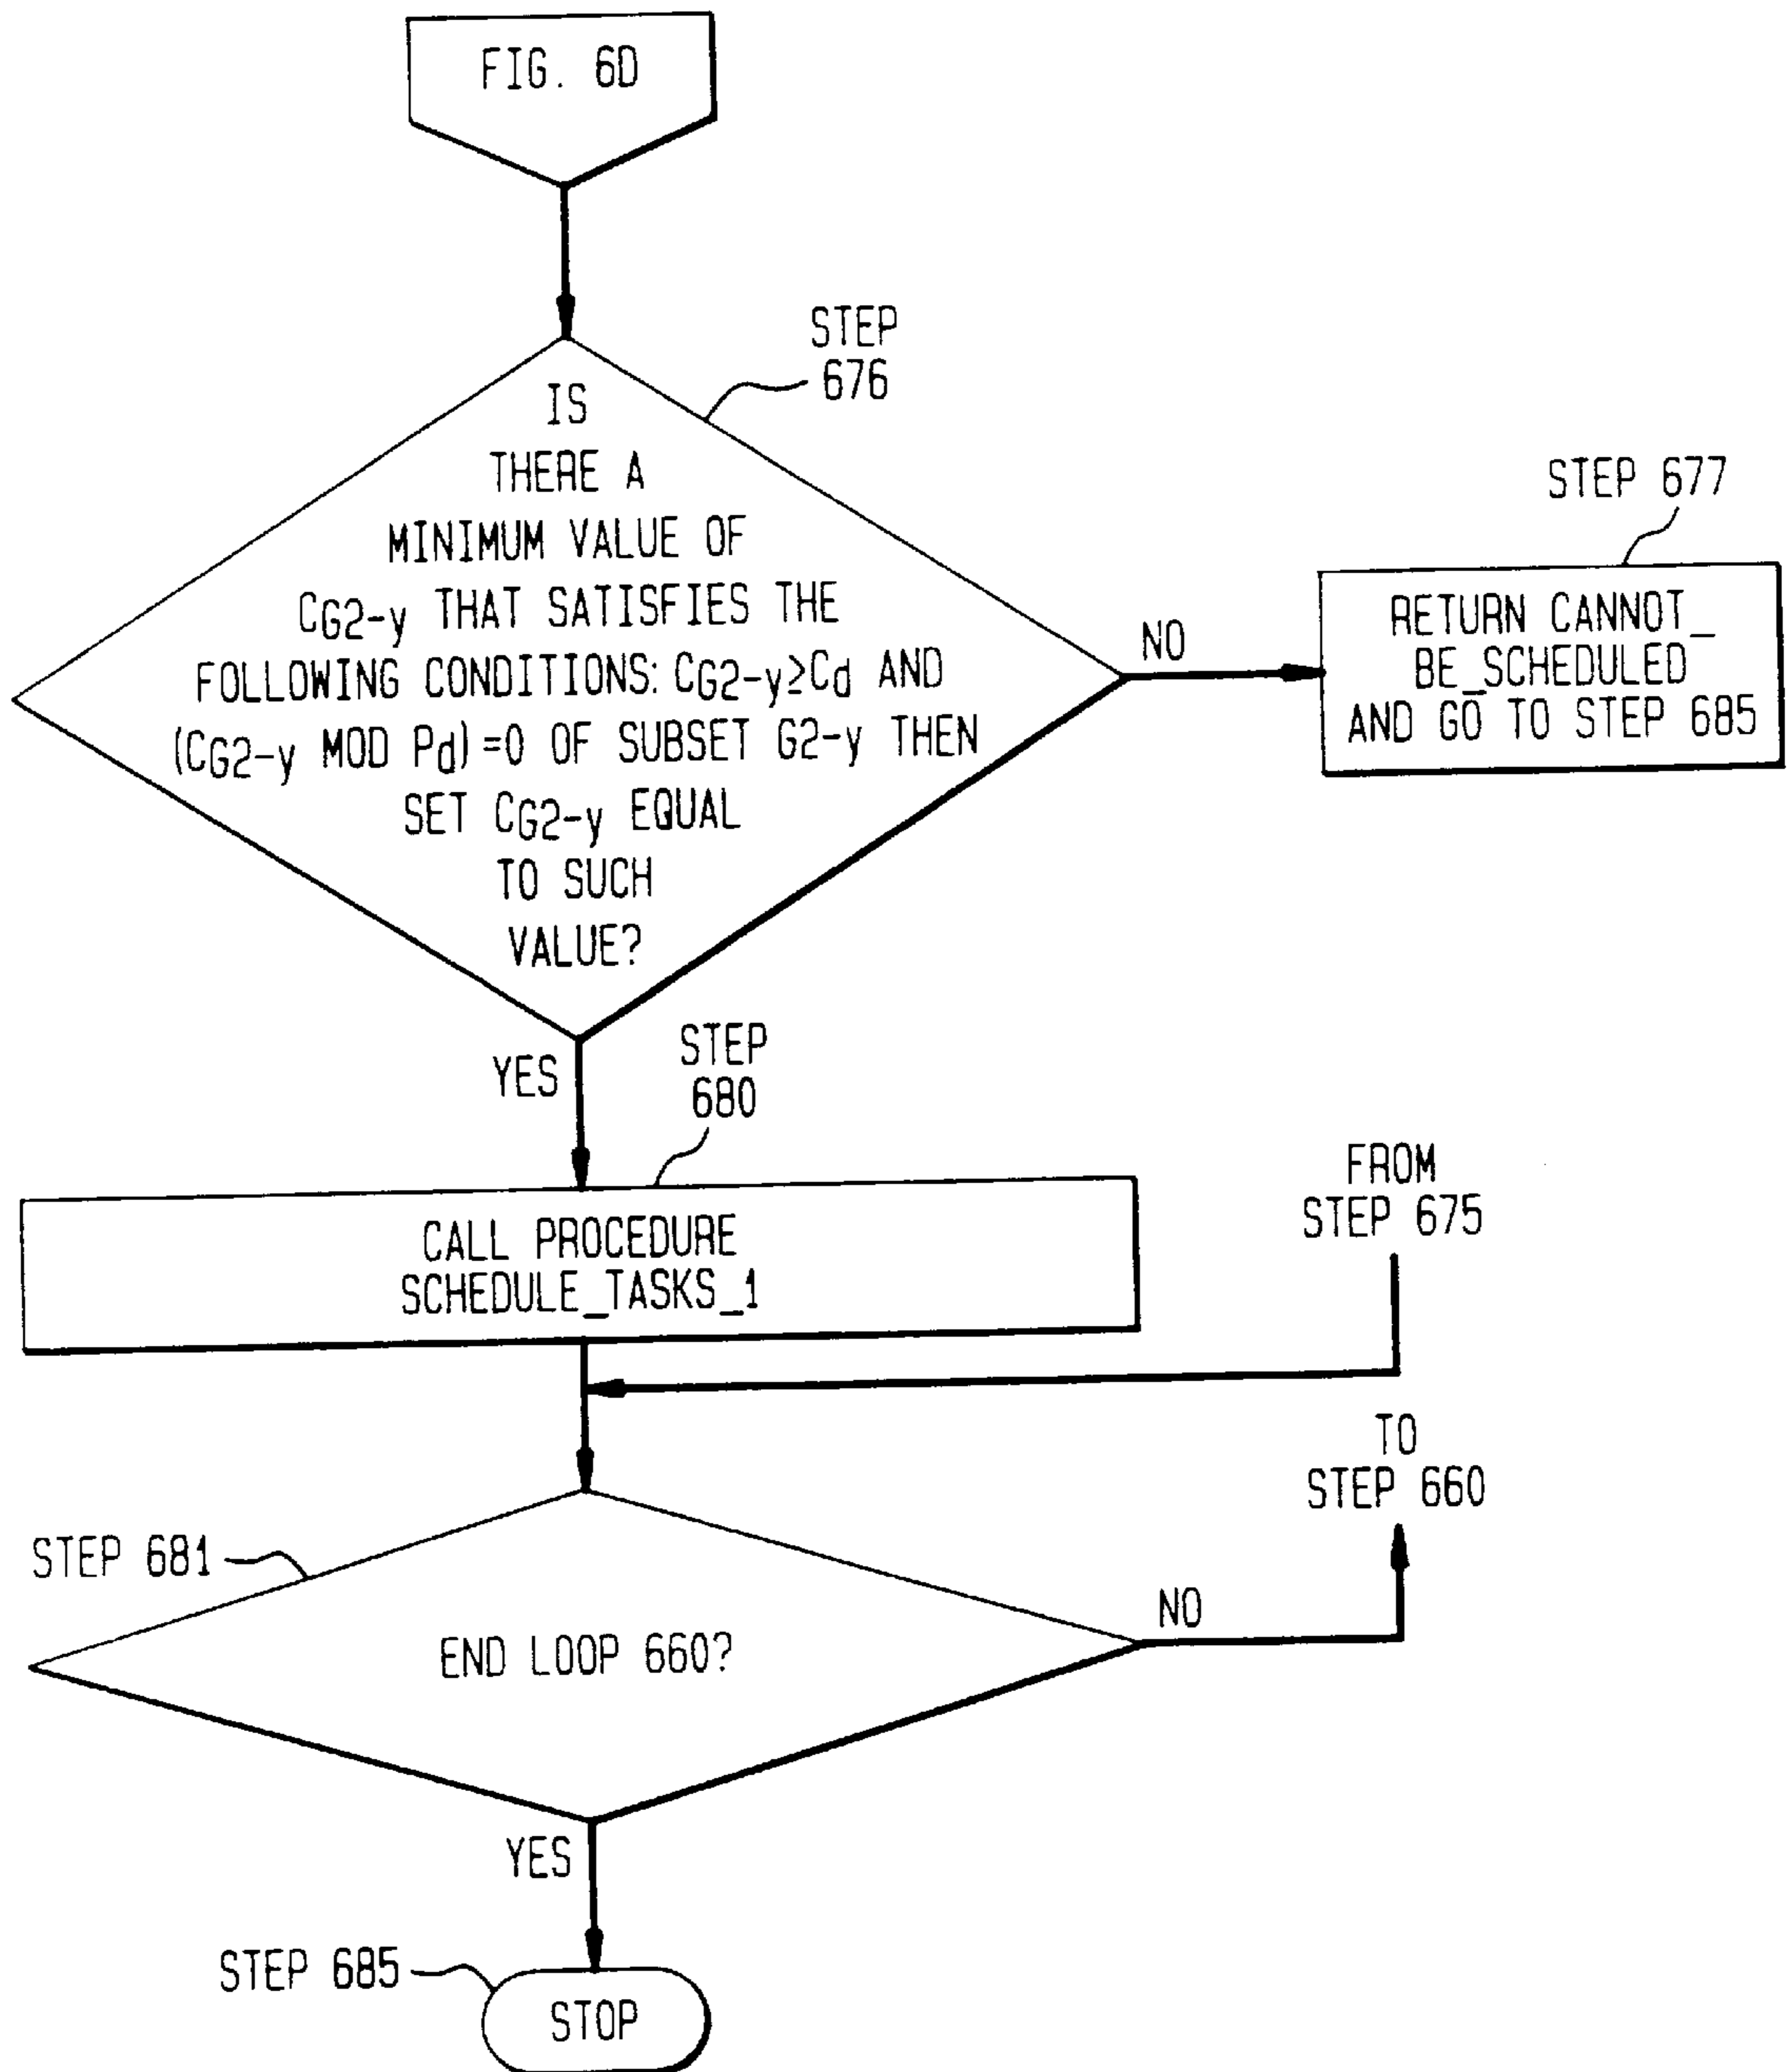 FIG. 6D
STEP
676
IS
THERE A
MINIMUM VALUE OF
CG2-y THAT SATISFIES THE
FOLLOWING CONDITIONS: CG2-y≥Cd AND
(CG2-y MOD Pd)=0 OF SUBSET G2-y THEN
SET CG2-y EQUAL
TO SUCH
VALUE?
NO
STEP 677
RETURN CANNOT_
BE_SCHEDULED
AND GO TO STEP 685
YES
STEP
680
CALL PROCEDURE
SCHEDULE_TASKS_1
FROM
STEP 675
TO
STEP 660
STEP 681
END LOOP 660?
NO
YES
STEP 685
STOP